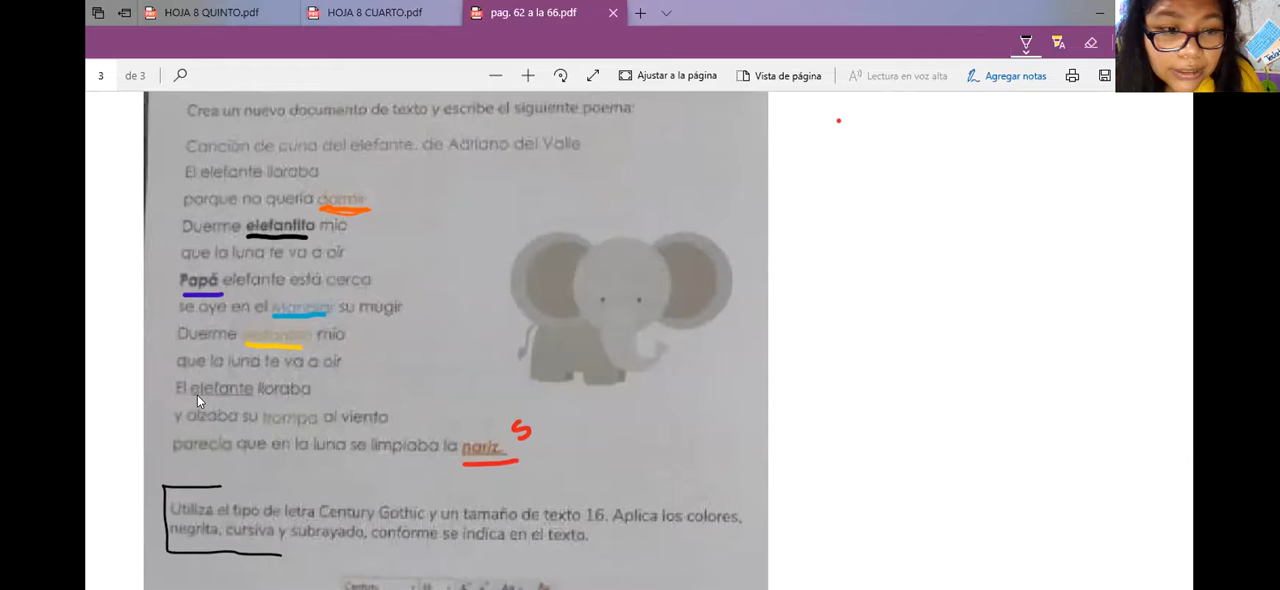 HOJA 8 QUINTO.pdf
HOJA 8 CUARTO.pdf
pag. 62 a la 66.pdf
3 de 3
Ajustar a la página
Vista de página
Lectura en voz alta
Agregar notas
Crea un nuevo documento de texto y escribe el siguiente poema:
Canción de cuna del elefante, de Adriano del Valle
El elefante lloraba
porque no quería dormir
Duerme elefantito mío
que la luna te va a oír
Papá elefante está cerca
se oye en el Manglar su mugir
Duerme elefantito mío
que la luna te va a oír
El elefante lloraba
y alzaba su trompa al viento
parecía que en la luna se limpiaba la nariz.
S
Utiliza el tipo de letra Century Gothic y un tamaño de texto 16. Aplica los colores,
negrita, cursiva y subrayado, conforme se indica en el texto.